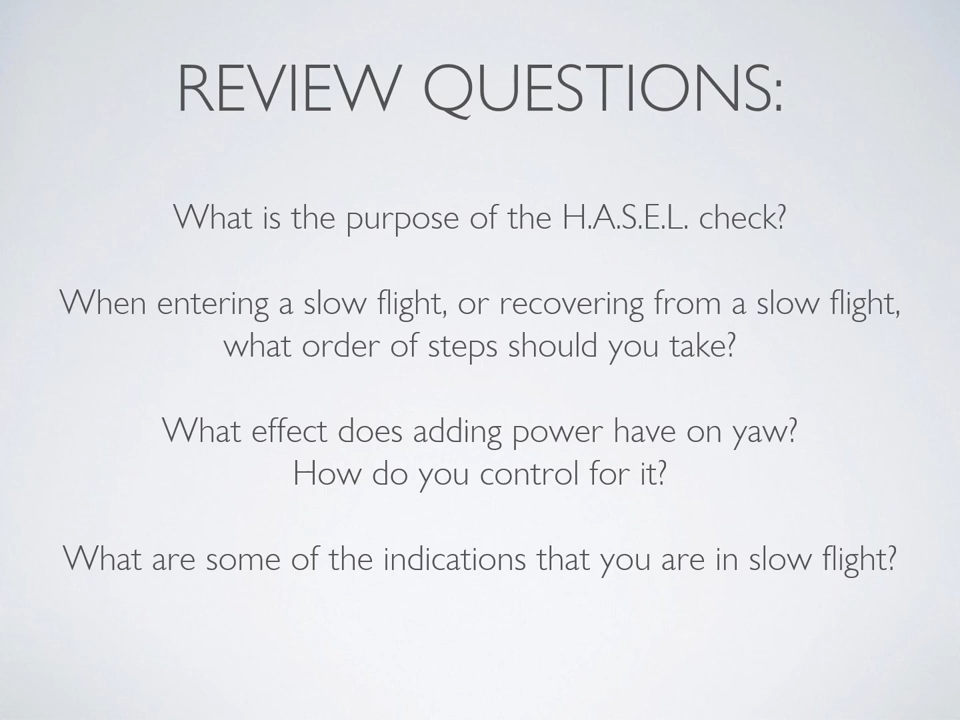 REVIEW QUESTIONS:
What is the purpose of the H.A.S.E.L. check?
When entering a slow flight, or recovering from a slow flight,
what order of steps should you take?
What effect does adding power have on yaw?
How do you control for it?
What are some of the indications that you are in slow flight?